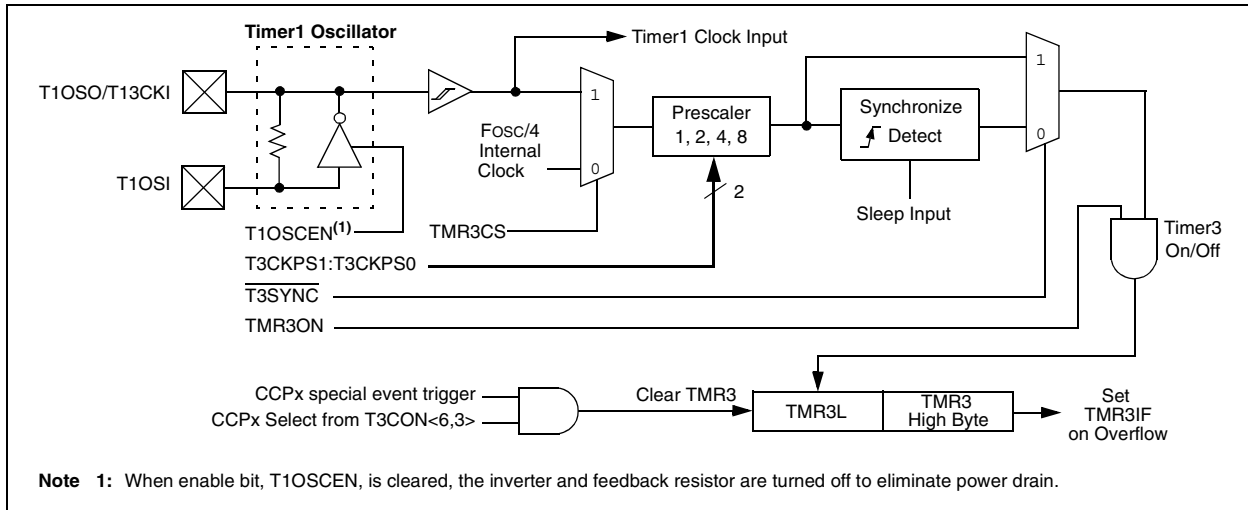 Timer1 Oscillator
Timer1 Clock Input
T1OSO/T13CKI
1
FOSC/4
Internal
Clock
0
Prescaler
1, 2, 4, 8
2
Synchronize
Detect
Sleep Input
1
0
T1OSI
T1OSCEN(1)
TMR3CS
Timer3
On/Off
T3CKPS1:T3CKPS0
T3SYNC
TMR3ON
CCPx special event trigger
CCPx Select from T3CON<6,3>
Clear TMR3
TMR3L
TMR3
High Byte
Set
TMR3IF
on Overflow
Note 1: When enable bit, T1OSCEN, is cleared, the inverter and feedback resistor are turned off to eliminate power drain.